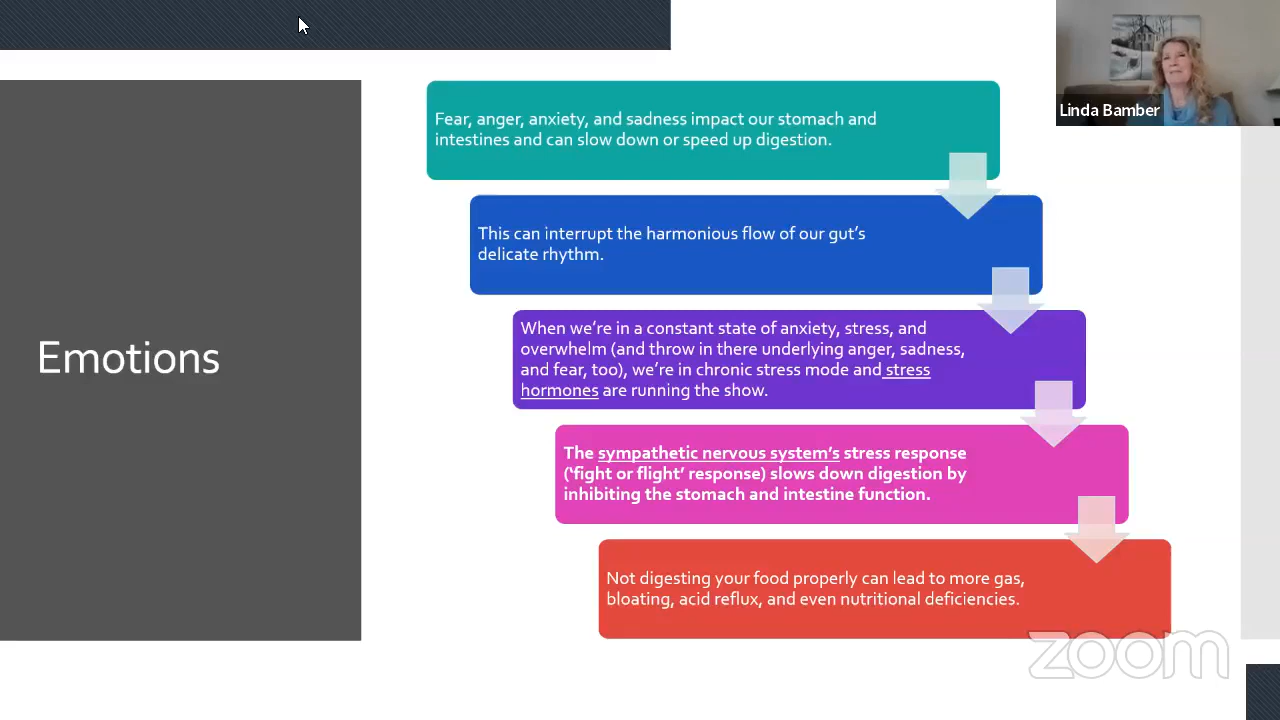 Linda Bamber
Emotions
Fear, anger, anxiety, and sadness impact our stomach and
intestines and can slow down or speed up digestion.
This can interrupt the harmonious flow of our gut's
delicate rhythm.
When we're in a constant state of anxiety, stress, and
overwhelm (and throw in there underlying anger, sadness,
and fear, too), we're in chronic stress mode and stress
hormones are running the show.
The sympathetic nervous system's stress response
('fight or flight' response) slows down digestion by
inhibiting the stomach and intestine function.
Not digesting your food properly can lead to more gas,
bloating, acid reflux, and even nutritional deficiencies.
zoom